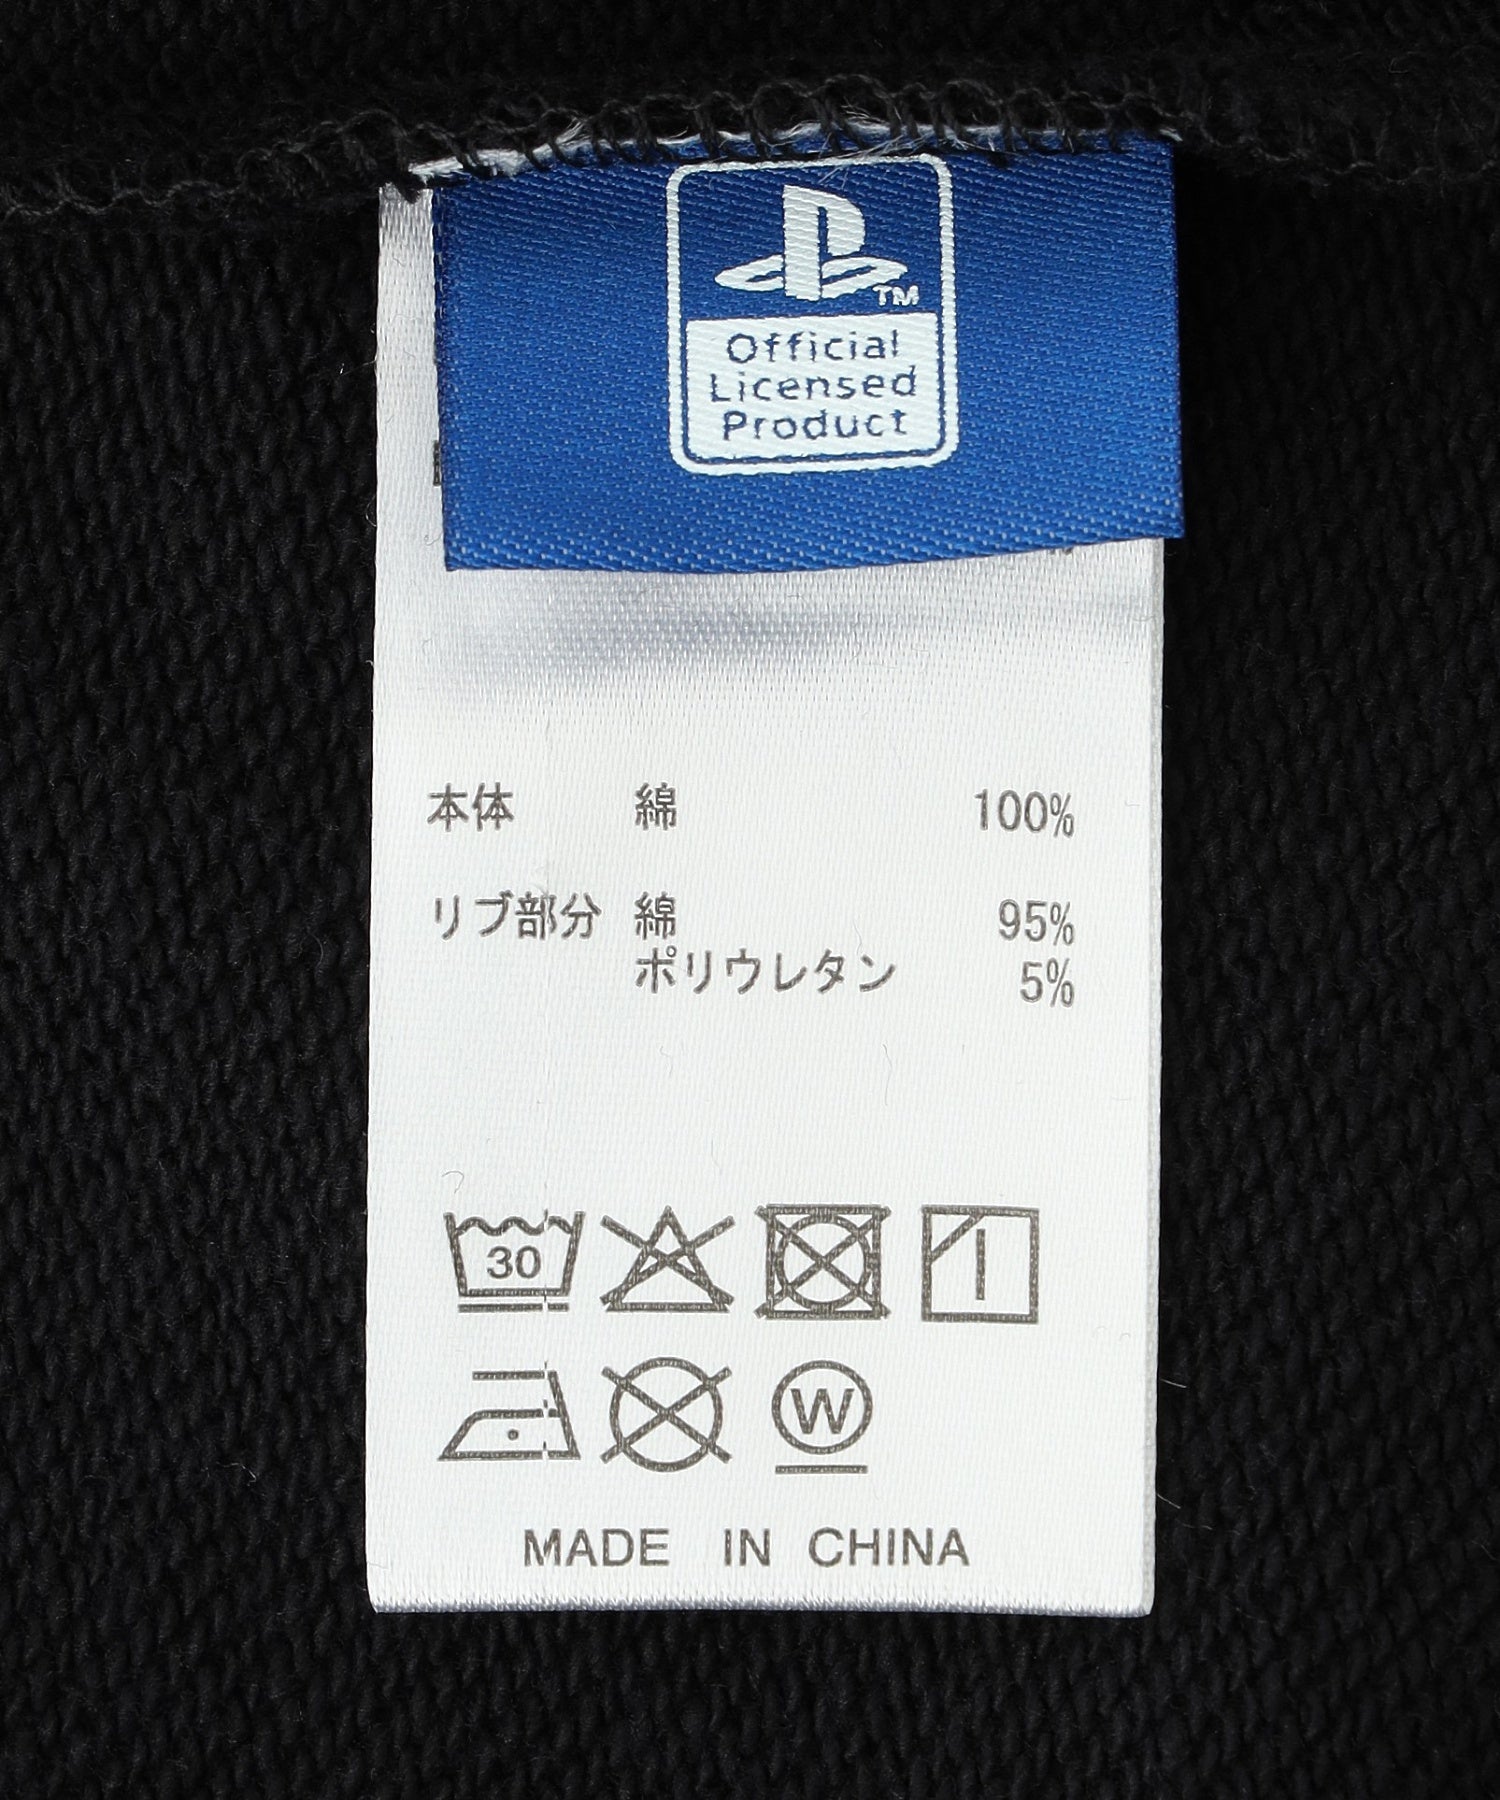 TM
Official
Licensed
Product
本体 綿 100%
リブ部分 綿 95%
ポリウレタン 5%
30
W
MADE IN CHINA